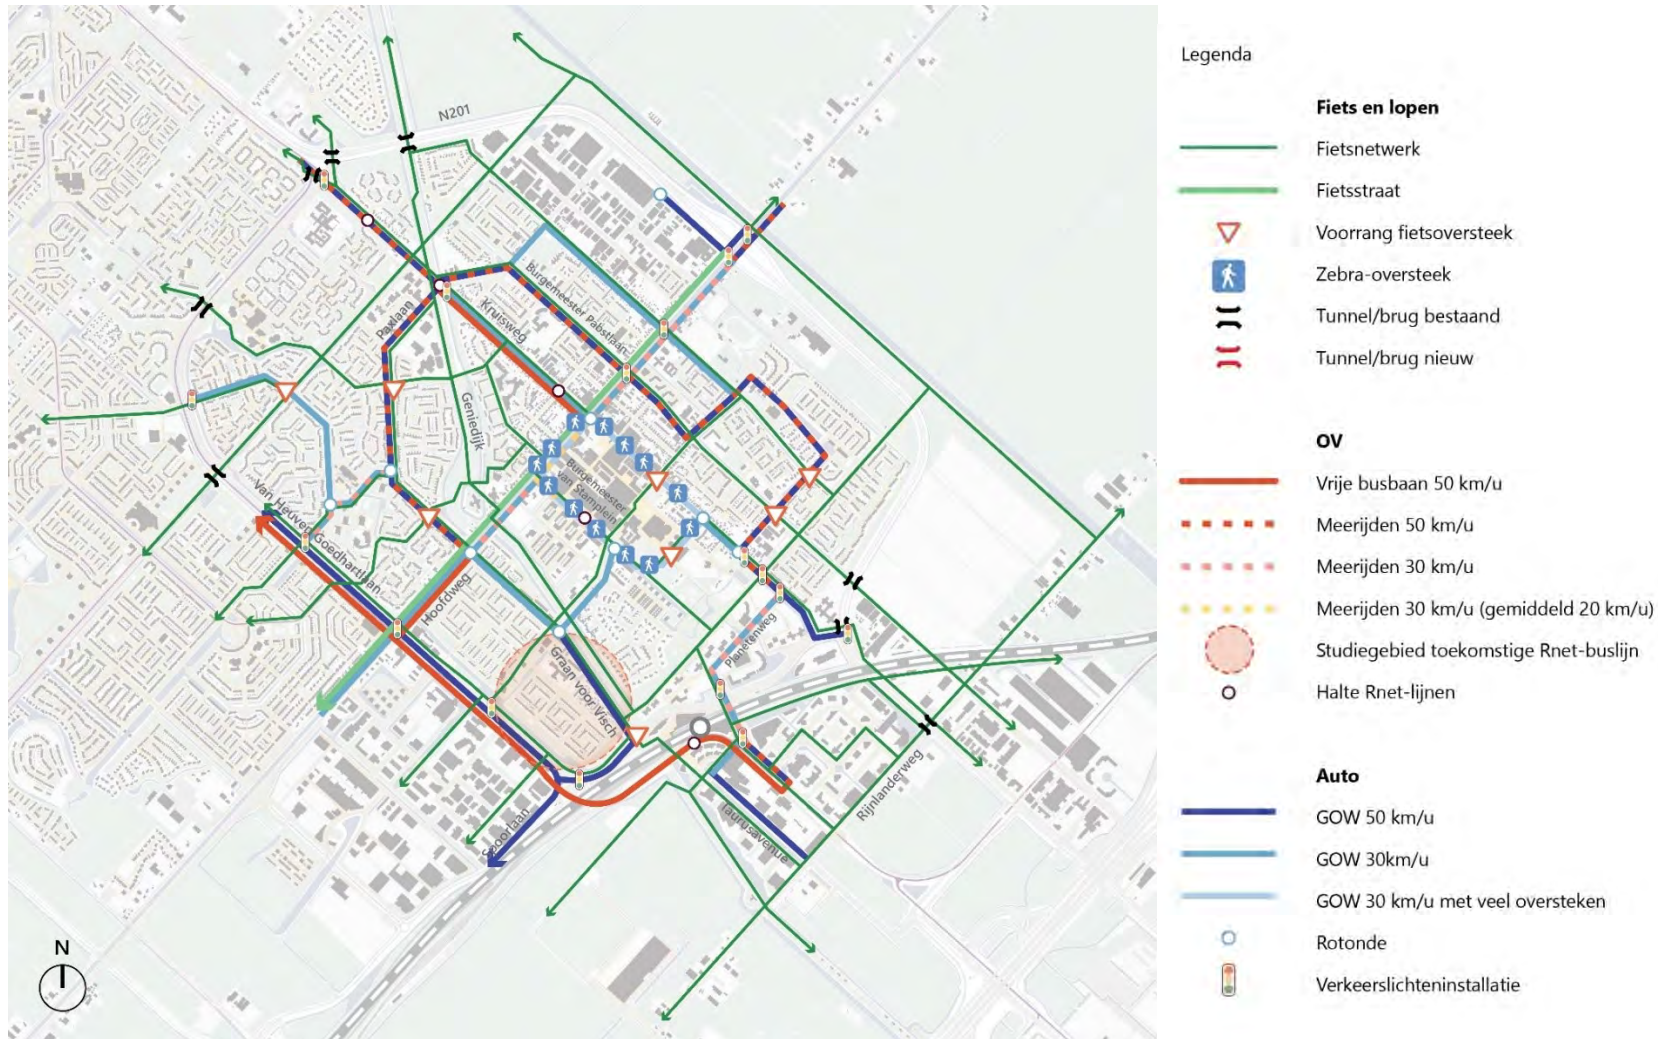 N201
Paxlaan
Kruisweg
Burgemeester Pabstlaan
Geniedijk
Burgemeester
van Stamplein
Van Heuven Goedhartlaan
Hoofdweg
Graan voor Visch
Planetenweg
Spoorlaan
Taurusavenue
Rijnlanderweg
N
Legenda
Fiets en lopen
Fietsnetwerk
Fietsstraat
Voorrang fietsoversteek
Zebra-oversteek
Tunnel/brug bestaand
Tunnel/brug nieuw
OV
Vrije busbaan 50 km/u
Meerijden 50 km/u
Meerijden 30 km/u
Meerijden 30 km/u (gemiddeld 20 km/u)
Studiegebied toekomstige Rnet-buslijn
Halte Rnet-lijnen
Auto
GOW 50 km/u
GOW 30km/u
GOW 30 km/u met veel oversteken
Rotonde
Verkeerslichteninstallatie